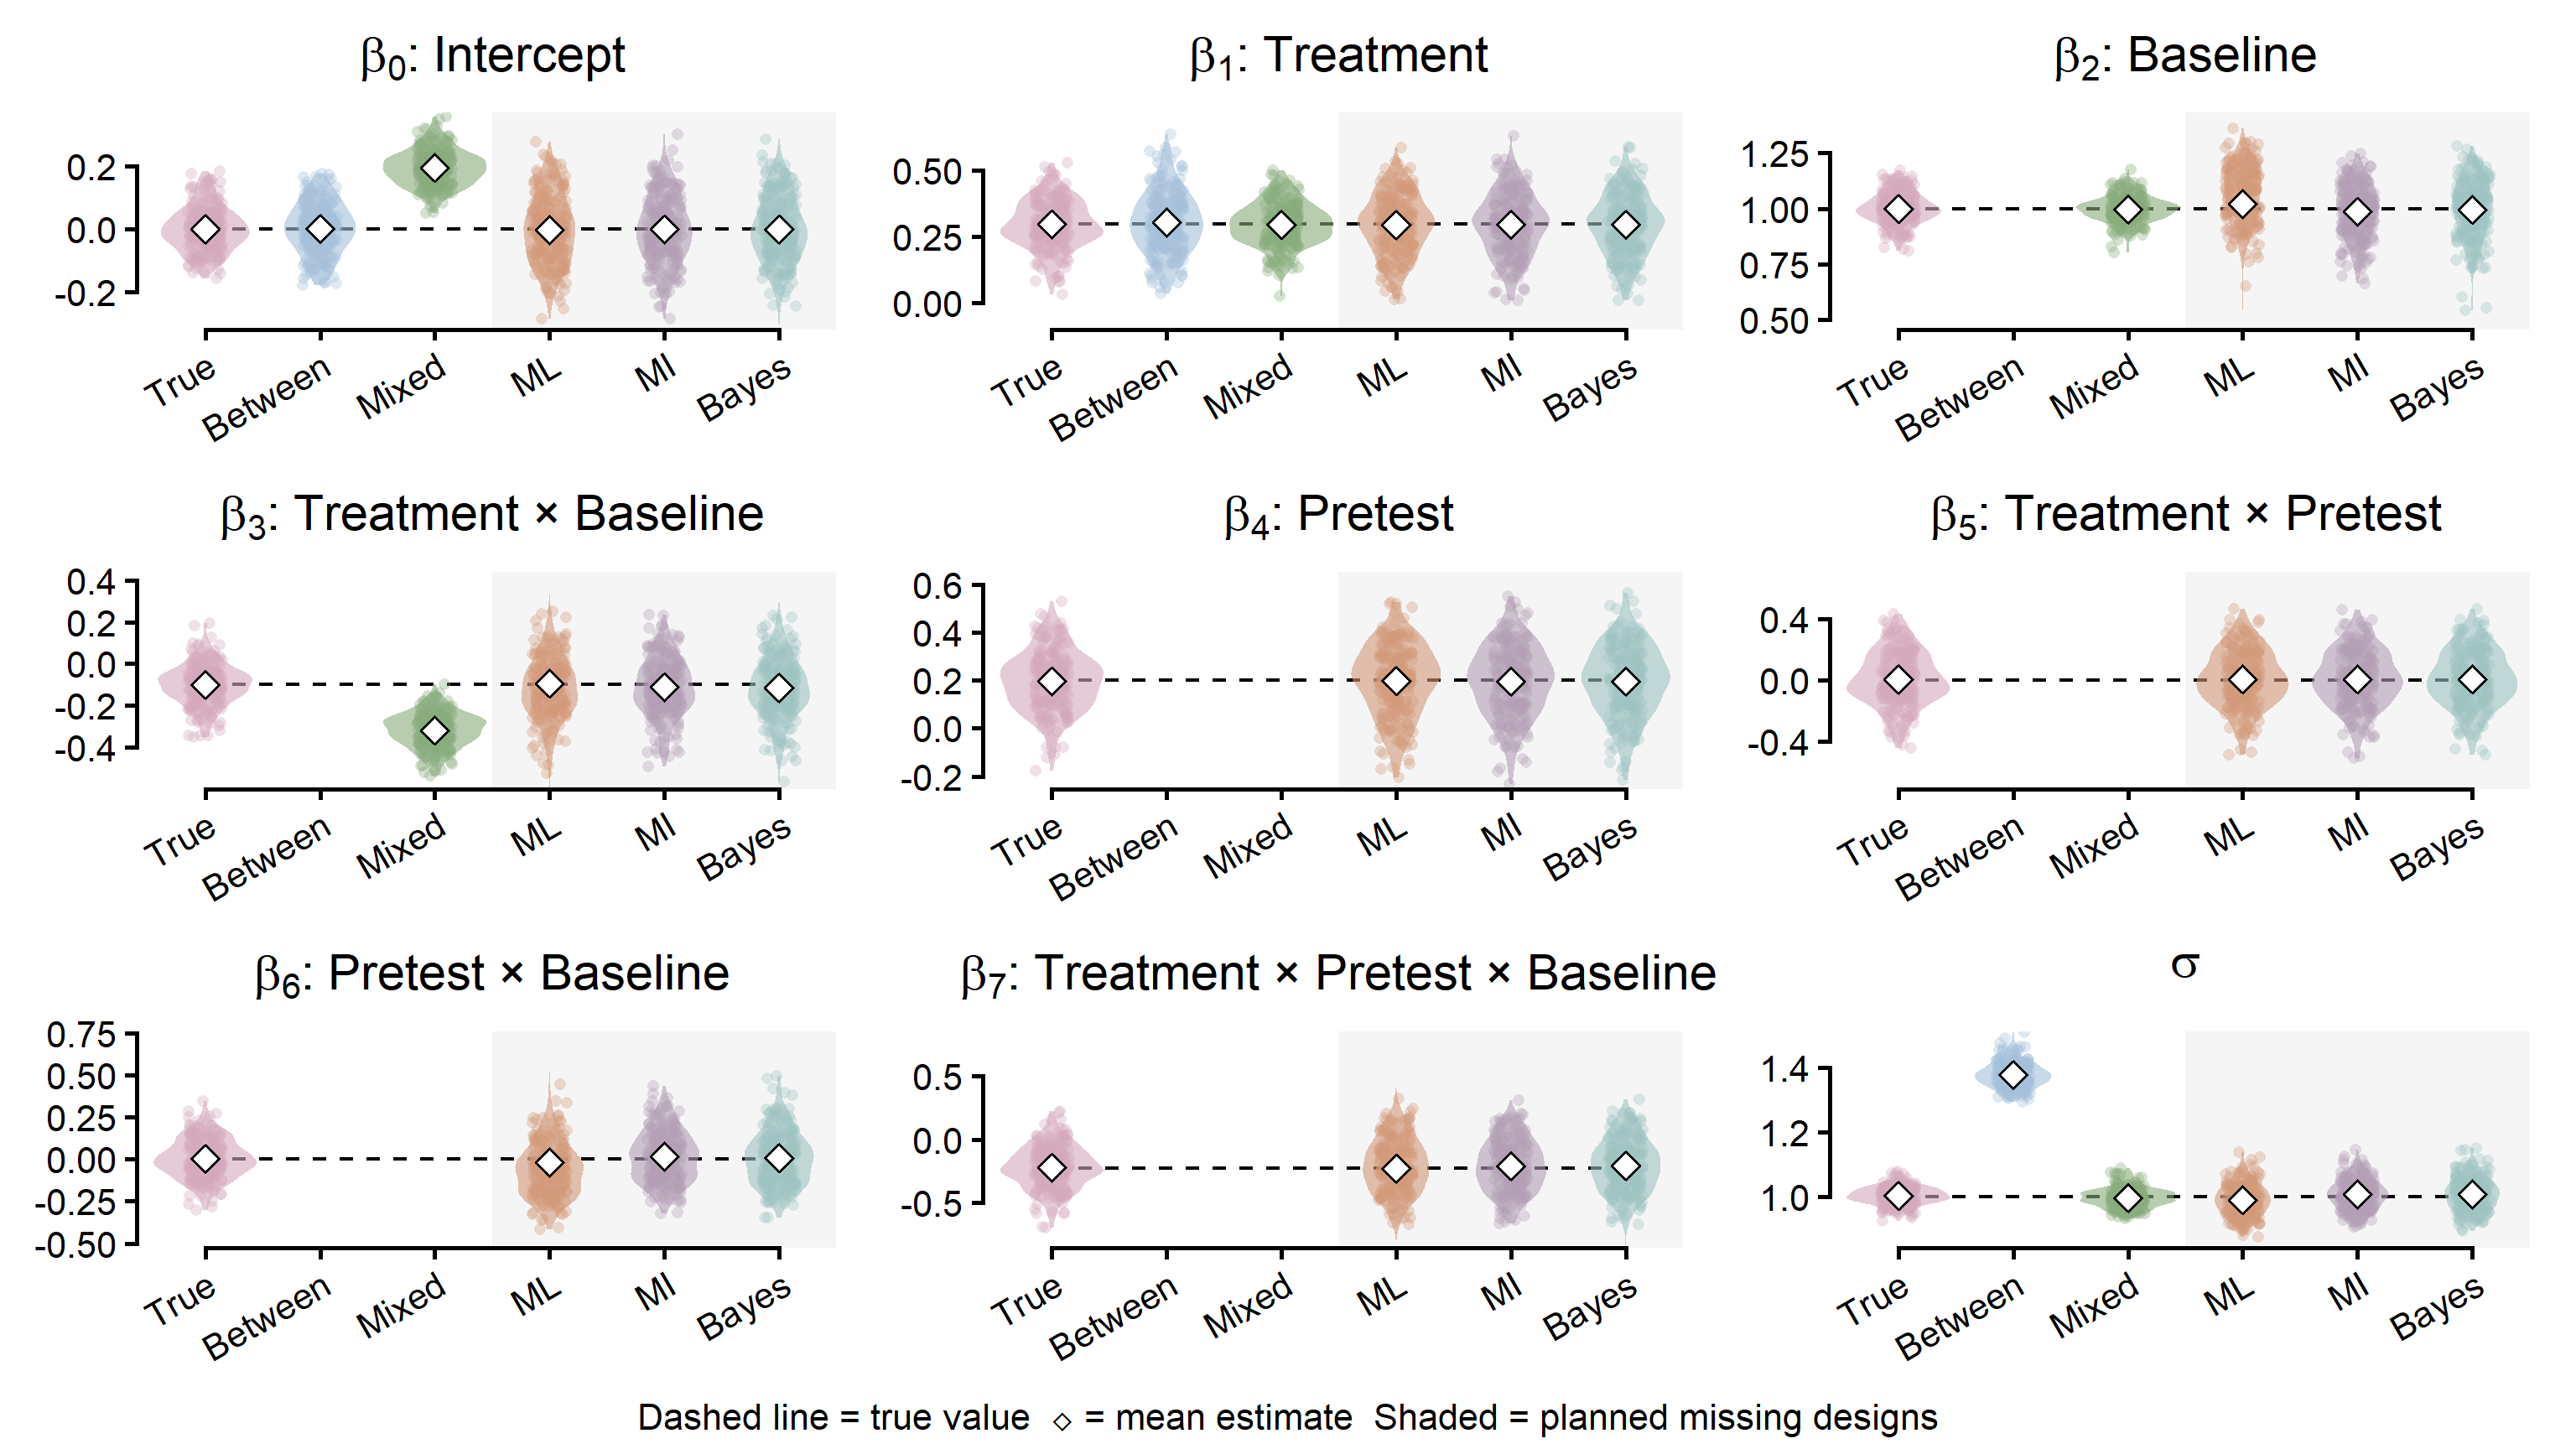 β0: Intercept
0.2
0.0
-0.2
True
Between
Mixed
ML
MI
Bayes
β1: Treatment
0.50
0.25
0.00
True
Between
Mixed
ML
MI
Bayes
β2: Baseline
1.25
1.00
0.75
0.50
True
Between
Mixed
ML
MI
Bayes
β3: Treatment × Baseline
0.4
0.2
0.0
-0.2
-0.4
True
Between
Mixed
ML
MI
Bayes
β4: Pretest
0.6
0.4
0.2
0.0
-0.2
True
Between
Mixed
ML
MI
Bayes
β5: Treatment × Pretest
0.4
0.0
-0.4
True
Between
Mixed
ML
MI
Bayes
β6: Pretest × Baseline
0.75
0.50
0.25
0.00
-0.25
-0.50
True
Between
Mixed
ML
MI
Bayes
β7: Treatment × Pretest × Baseline
0.5
0.0
-0.5
True
Between
Mixed
ML
MI
Bayes
σ
1.4
1.2
1.0
True
Between
Mixed
ML
MI
Bayes
Dashed line = true value ◇ = mean estimate Shaded = planned missing designs